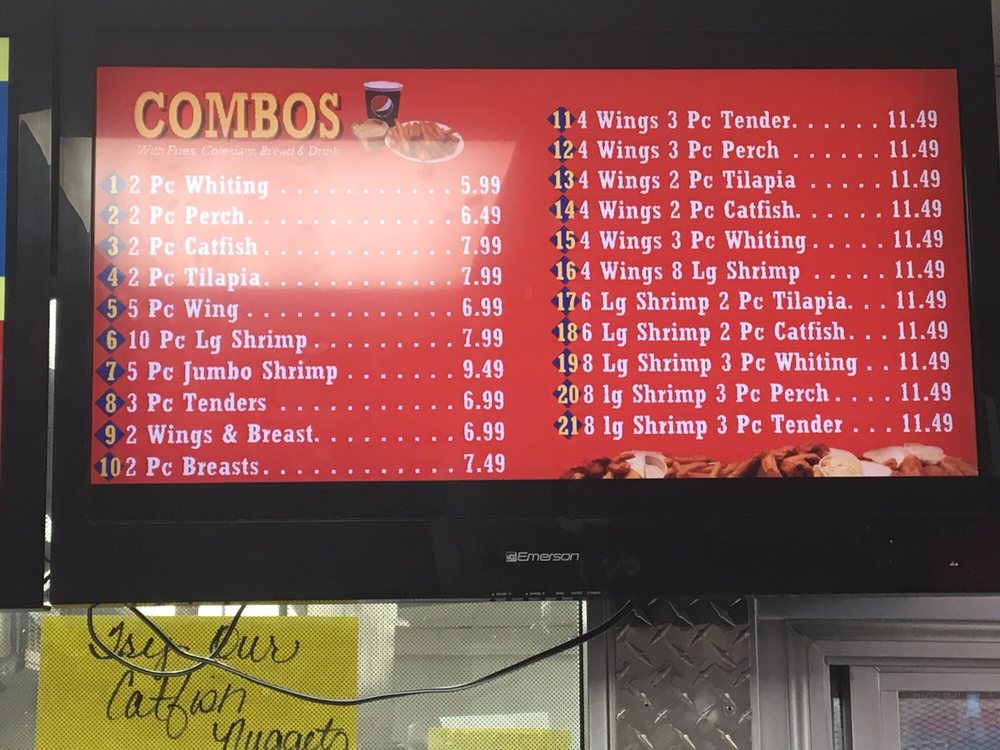 COMBOS
With Fries, Coleslaw, Bread & Drink
1 2 Pc Whiting . . . . . . . . . . . . 5.99
2 2 Pc Perch. . . . . . . . . . . . . . 6.49
3 2 Pc Catfish . . . . . . . . . . . . . 7.99
4 2 Pc Tilapia. . . . . . . . . . . . . 7.99
5 5 Pc Wing . . . . . . . . . . . . . . 6.99
6 10 Pc Lg Shrimp . . . . . . . . . 7.99
7 5 Pc Jumbo Shrimp . . . . . . . 9.49
8 3 Pc Tenders . . . . . . . . . . . . 6.99
9 2 Wings & Breast. . . . . . . . . 6.99
10 2 Pc Breasts. . . . . . . . . . . . . 7.49
11 4 Wings 3 Pc Tender. . . . . . 11.49
12 4 Wings 3 Pc Perch . . . . . . 11.49
13 4 Wings 2 Pc Tilapia . . . . . 11.49
14 4 Wings 2 Pc Catfish. . . . . . 11.49
15 4 Wings 3 Pc Whiting . . . . . 11.49
16 4 Wings 8 Lg Shrimp . . . . . 11.49
17 6 Lg Shrimp 2 Pc Tilapia. . . 11.49
18 6 Lg Shrimp 2 Pc Catfish. . . 11.49
19 8 Lg Shrimp 3 Pc Whiting . . 11.49
20 8 lg Shrimp 3 Pc Perch . . . . 11.49
21 8 lg Shrimp 3 Pc Tender . . . 11.49
Emerson
Try Our
Catfish
Nuggets